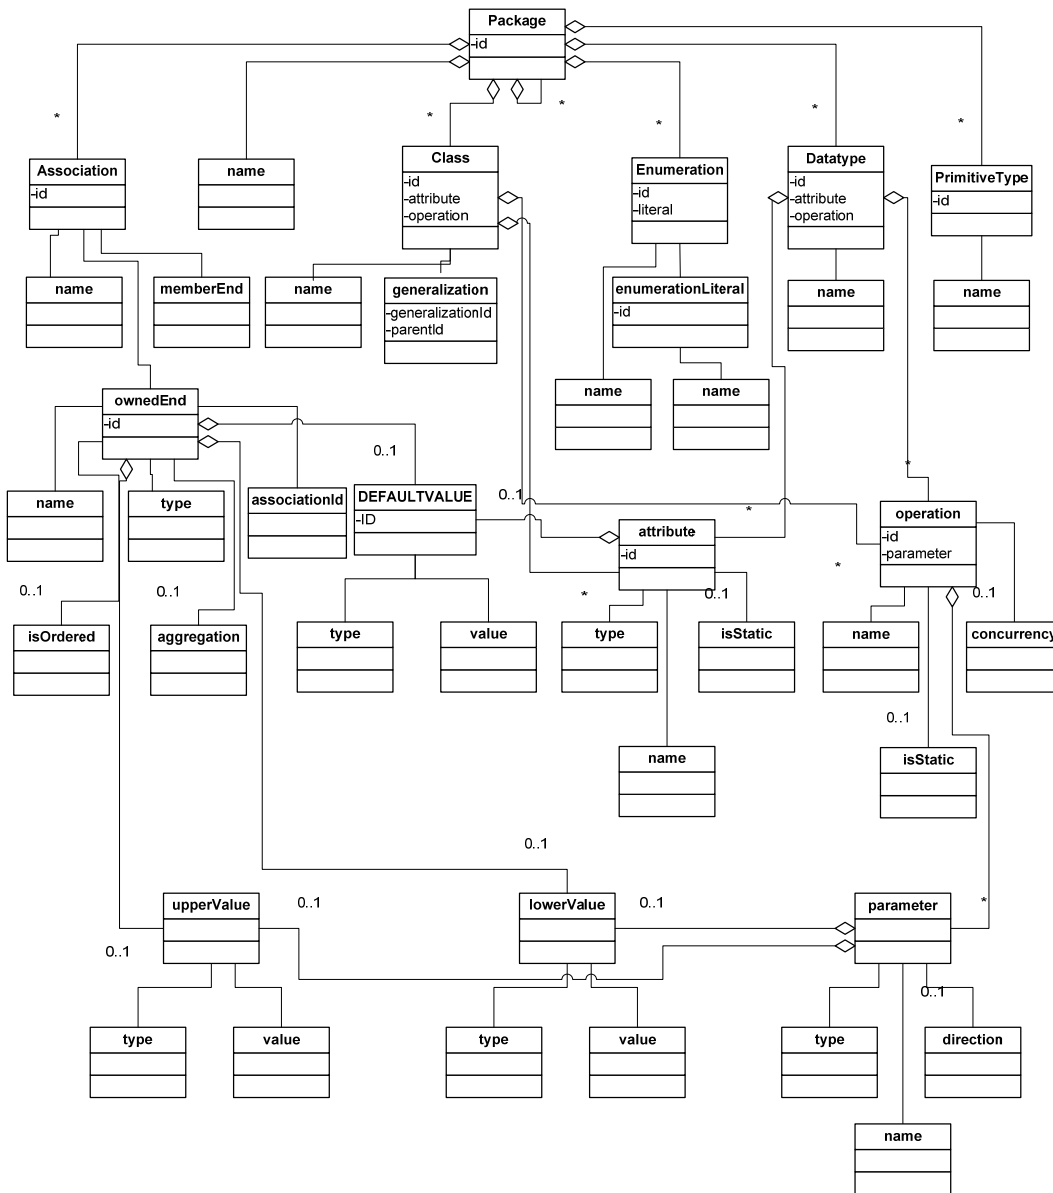 Package
-id
*
*
*
*
*
*
Association
-id
name
Class
-id
-attribute
-operation
Enumeration
-id
-literal
Datatype
-id
-attribute
-operation
PrimitiveType
-id
name
memberEnd
name
generalization
-generalizationId
-parentId
enumerationLiteral
-id
name
name
name
name
ownedEnd
-id
0..1
*
name
type
associationId
DEFAULTVALUE
-ID
0..1
*
attribute
-id
operation
-id
-parameter
*
0..1
0..1
*
0..1
0..1
isOrdered
aggregation
type
value
type
isStatic
name
concurrency
0..1
name
isStatic
0..1
upperValue
0..1
lowerValue
0..1
parameter
*
0..1
0..1
type
value
type
value
type
direction
name